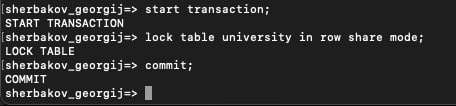 [sherbakov_georgij=> start transaction;
START TRANSACTION
[sherbakov_georgij=> lock table university in row share mode;
LOCK TABLE
[sherbakov_georgij=> commit;
COMMIT
sherbakov_georgij=>